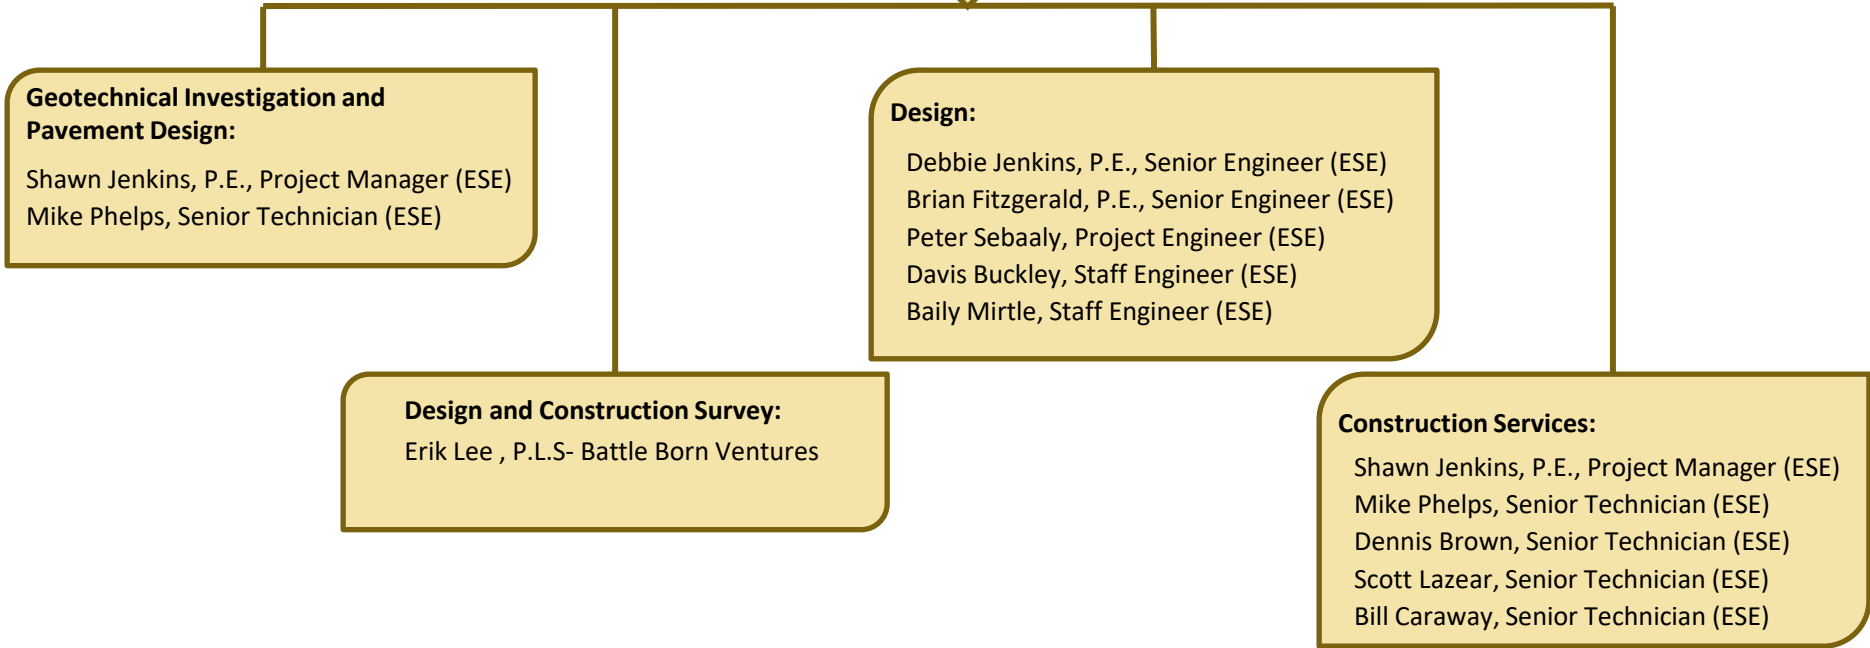 Geotechnical Investigation and
Pavement Design:
Shawn Jenkins, P.E., Project Manager (ESE)
Mike Phelps, Senior Technician (ESE)
Design and Construction Survey:
Erik Lee , P.L.S- Battle Born Ventures
Design:
Debbie Jenkins, P.E., Senior Engineer (ESE)
Brian Fitzgerald, P.E., Senior Engineer (ESE)
Peter Sebaaly, Project Engineer (ESE)
Davis Buckley, Staff Engineer (ESE)
Baily Mirtle, Staff Engineer (ESE)
Construction Services:
Shawn Jenkins, P.E., Project Manager (ESE)
Mike Phelps, Senior Technician (ESE)
Dennis Brown, Senior Technician (ESE)
Scott Lazear, Senior Technician (ESE)
Bill Caraway, Senior Technician (ESE)